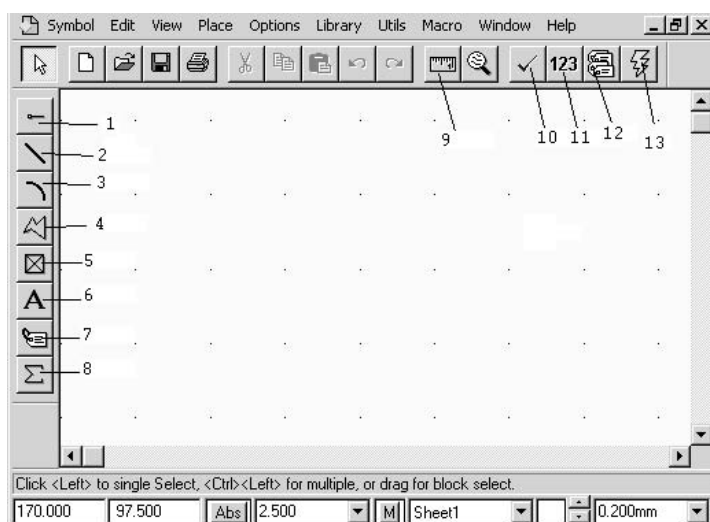 Symbol Edit View Place Options Library Utils Macro Window Help
123
1
2
3
4
5
A 6
7
Σ 8
9
10 11 12 13
Click <Left> to single Select, <Ctrl><Left> for multiple, or drag for block select.
170.000 97.500 Abs 2.500 M Sheet1 0.200mm